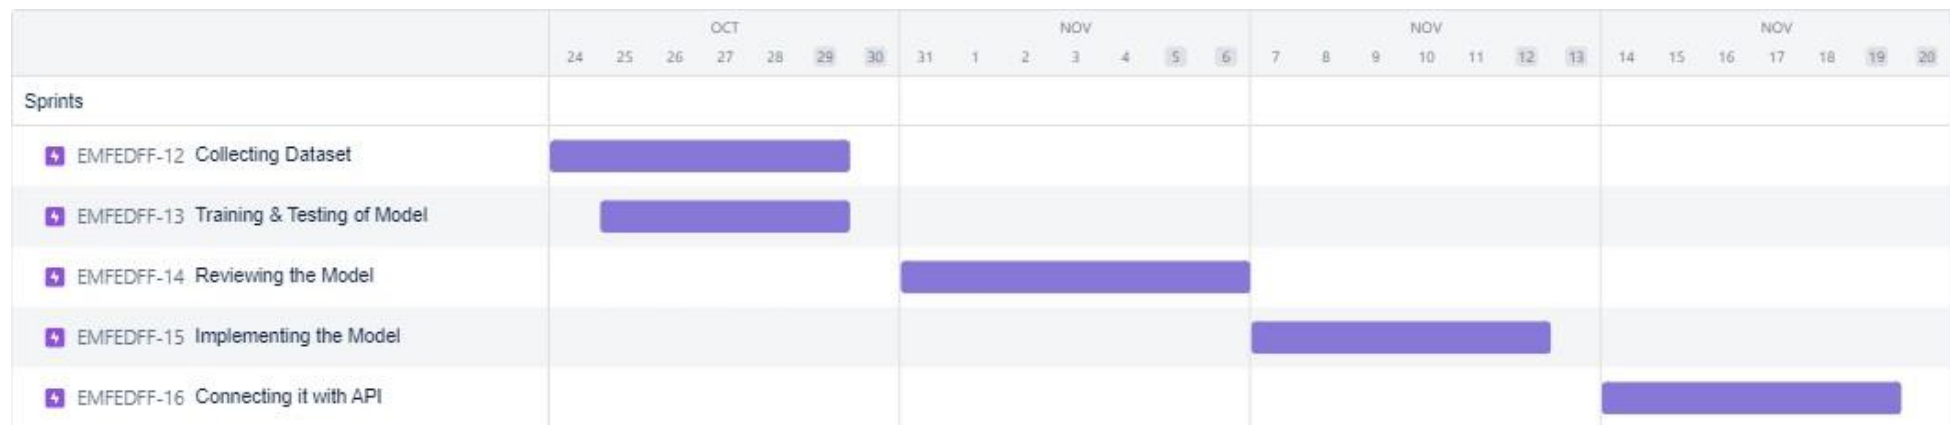 OCT NOV NOV NOV
24 25 26 27 28 29 30 31 1 2 3 4 5 6 7 8 9 10 11 12 13 14 15 16 17 18 19 20
Sprints
EMFEDFF-12 Collecting Dataset
EMFEDFF-13 Training & Testing of Model
EMFEDFF-14 Reviewing the Model
EMFEDFF-15 Implementing the Model
EMFEDFF-16 Connecting it with API